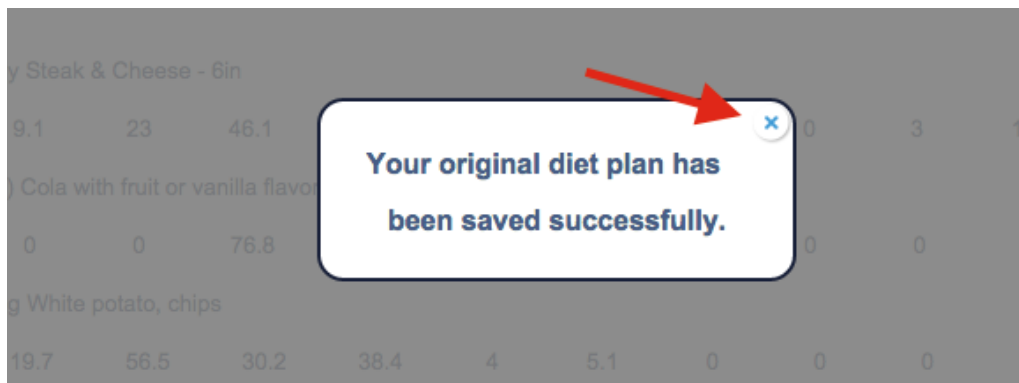 y Steak & Cheese - 6in
9.1 23 46.1 0 3 1
Your original diet plan has
been saved successfully.
) Cola with fruit or vanilla flavor
0 0 76.8 0 0
g White potato, chips
19.7 56.5 30.2 38.4 4 5.1 0 0 0